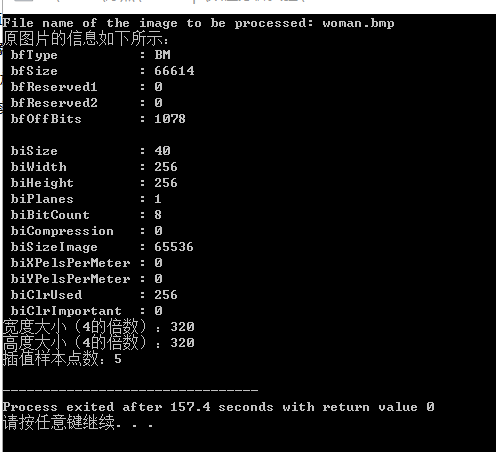 File name of the image to be processed: woman.bmp
原图片的信息如下所示：
bfType : BM
bfSize : 66614
bfReserved1 : 0
bfReserved2 : 0
bfOffBits : 1078
biSize : 40
biWidth : 256
biHeight : 256
biPlanes : 1
biBitCount : 8
biCompression : 0
biSizeImage : 65536
biXPelsPerMeter : 0
biYPelsPerMeter : 0
biClrUsed : 256
biClrImportant : 0
宽度大小（4的倍数）：320
高度大小（4的倍数）：320
插值样本点数：5
--------------------------------
Process exited after 157.4 seconds with return value 0
请按任意键继续. . .